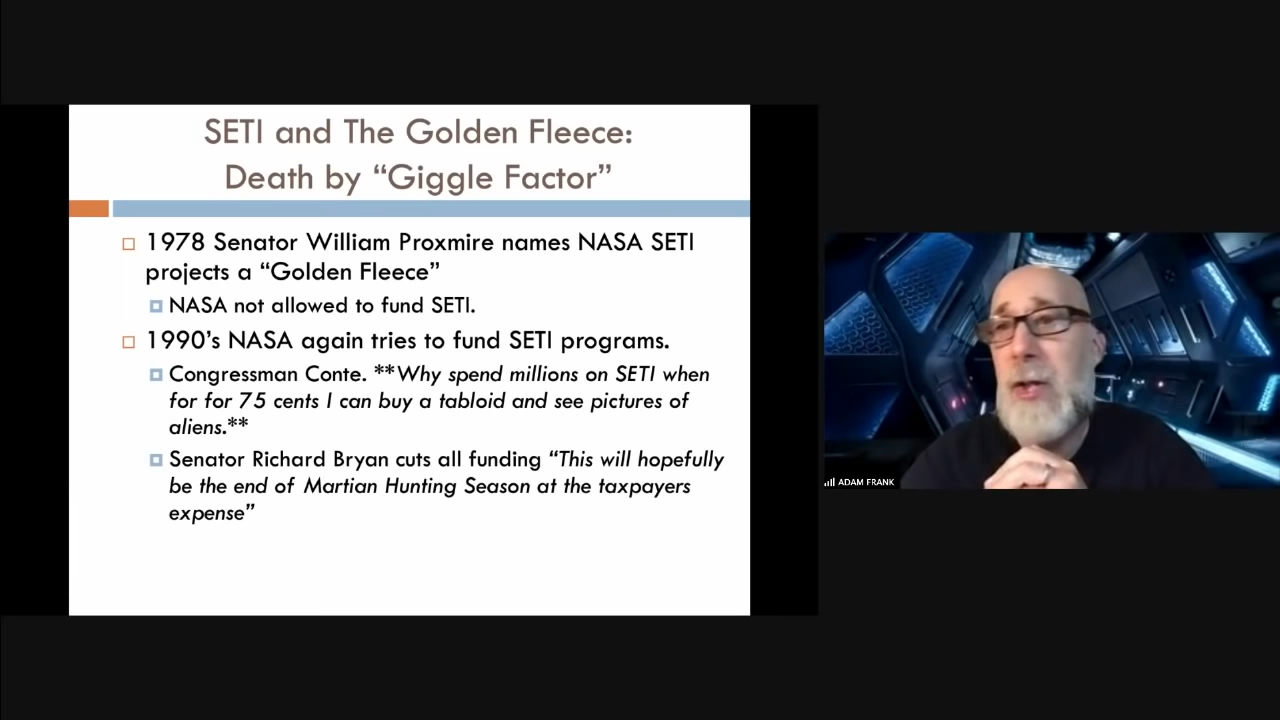 SETI and The Golden Fleece:
Death by “Giggle Factor”
1978 Senator William Proxmire names NASA SETI
projects a “Golden Fleece”
NASA not allowed to fund SETI.
1990’s NASA again tries to fund SETI programs.
Congressman Conte. **Why spend millions on SETI when
for for 75 cents I can buy a tabloid and see pictures of
aliens.**
Senator Richard Bryan cuts all funding “This will hopefully
be the end of Martian Hunting Season at the taxpayers
expense”
ADAM FRANK